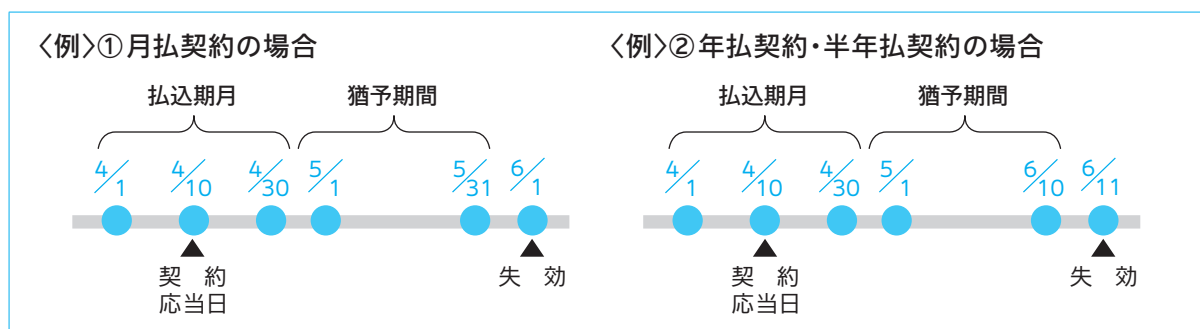 〈例〉①月払契約の場合
払込期月 猶予期間
4/1 4/10 4/30 5/1 5/31 6/1
契約 失効
応当日
〈例〉②年払契約・半年払契約の場合
払込期月 猶予期間
4/1 4/10 4/30 5/1 6/10 6/11
契約 失効
応当日